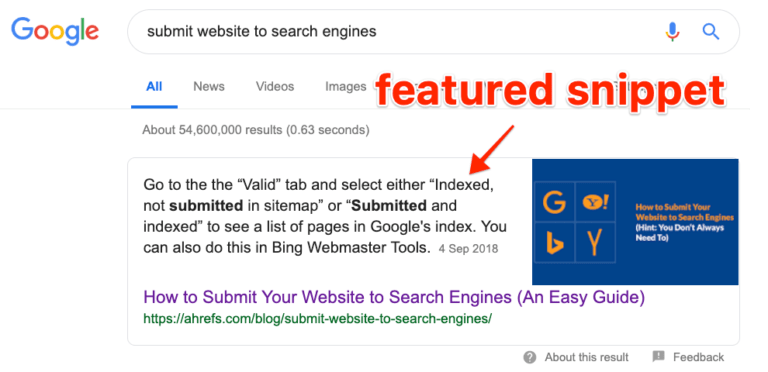 Google
submit website to search engines
All News Videos Images
featured snippet
About 54,600,000 results (0.63 seconds)
Go to the the “Valid” tab and select either “Indexed,
not submitted in sitemap” or “Submitted and
indexed” to see a list of pages in Google's index. You
can also do this in Bing Webmaster Tools. 4 Sep 2018
G Y!
b Y
How to Submit Your
Website to Search Engines
(Hint: You Don't Always
Need To)
How to Submit Your Website to Search Engines (An Easy Guide)
https://ahrefs.com/blog/submit-website-to-search-engines/
About this result Feedback